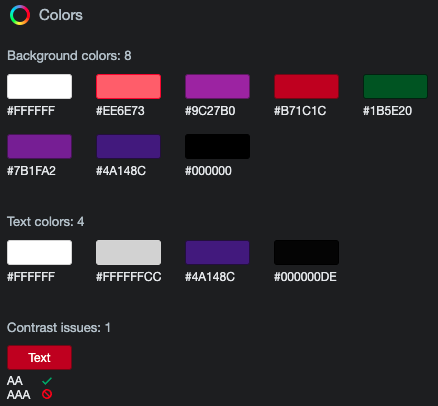 Colors
Background colors: 8
#FFFFFF #EE6E73 #9C27B0 #B71C1C #1B5E20
#7B1FA2 #4A148C #000000
Text colors: 4
#FFFFFF #FFFFFFCC #4A148C #000000DE
Contrast issues: 1
Text
AA
AAA